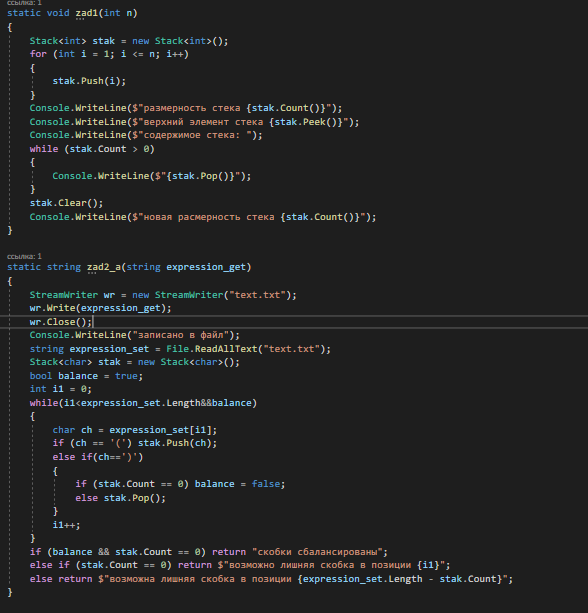 ссылка: 1
static void zad1(int n)
{
Stack<int> stak = new Stack<int>();
for (int i = 1; i <= n; i++)
{
stak.Push(i);
}
Console.WriteLine($"размерность стека {stak.Count()}");
Console.WriteLine($"верхний элемент стека {stak.Peek()}");
Console.WriteLine($"содержимое стека: ");
while (stak.Count > 0)
{
Console.WriteLine($"{stak.Pop()}");
}
stak.Clear();
Console.WriteLine($"новая расмерность стека {stak.Count()}");
}
ссылка: 1
static string zad2_a(string expression_get)
{
StreamWriter wr = new StreamWriter("text.txt");
wr.Write(expression_get);
wr.Close();
Console.WriteLine("записано в файл");
string expression_set = File.ReadAllText("text.txt");
Stack<char> stak = new Stack<char>();
bool balance = true;
int i1 = 0;
while(i1<expression_set.Length&&balance)
{
char ch = expression_set[i1];
if (ch == '(') stak.Push(ch);
else if(ch==')')
{
if (stak.Count == 0) balance = false;
else stak.Pop();
}
i1++;
}
if (balance && stak.Count == 0) return "скобки сбалансированы";
else if (stak.Count == 0) return $"возможно лишняя скобка в позиции {i1}";
else return $"возможна лишняя скобка в позиции {expression_set.Length - stak.Count}";
}